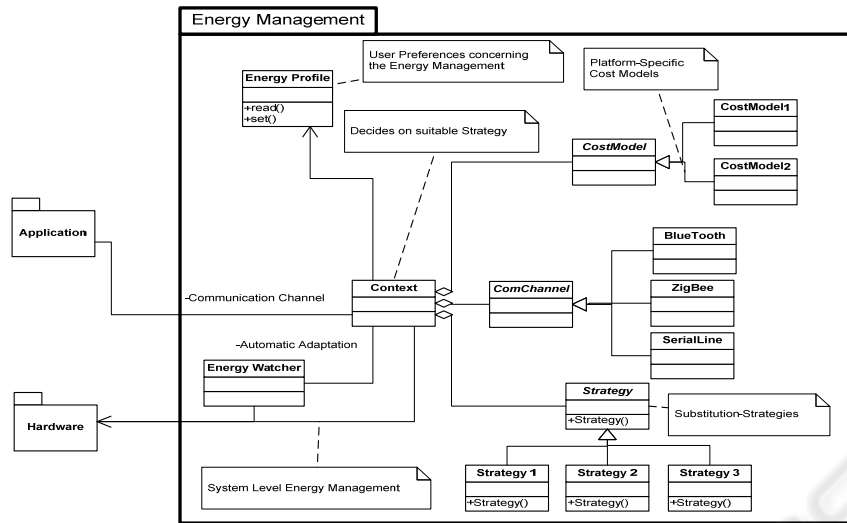 Energy Management
User Preferences concerning
the Energy Management
Platform-Specific
Cost Models
Energy Profile
+read()
+set()
Decides on suitable Strategy
CostModel
CostModel1
CostModel2
Application
BlueTooth
-Communication Channel
Context
ComChannel
ZigBee
SerialLine
-Automatic Adaptation
Energy Watcher
Hardware
Strategy
+Strategy()
Substitution-Strategies
System Level Energy Management
Strategy 1
+Strategy()
Strategy 2
+Strategy()
Strategy 3
+Strategy()